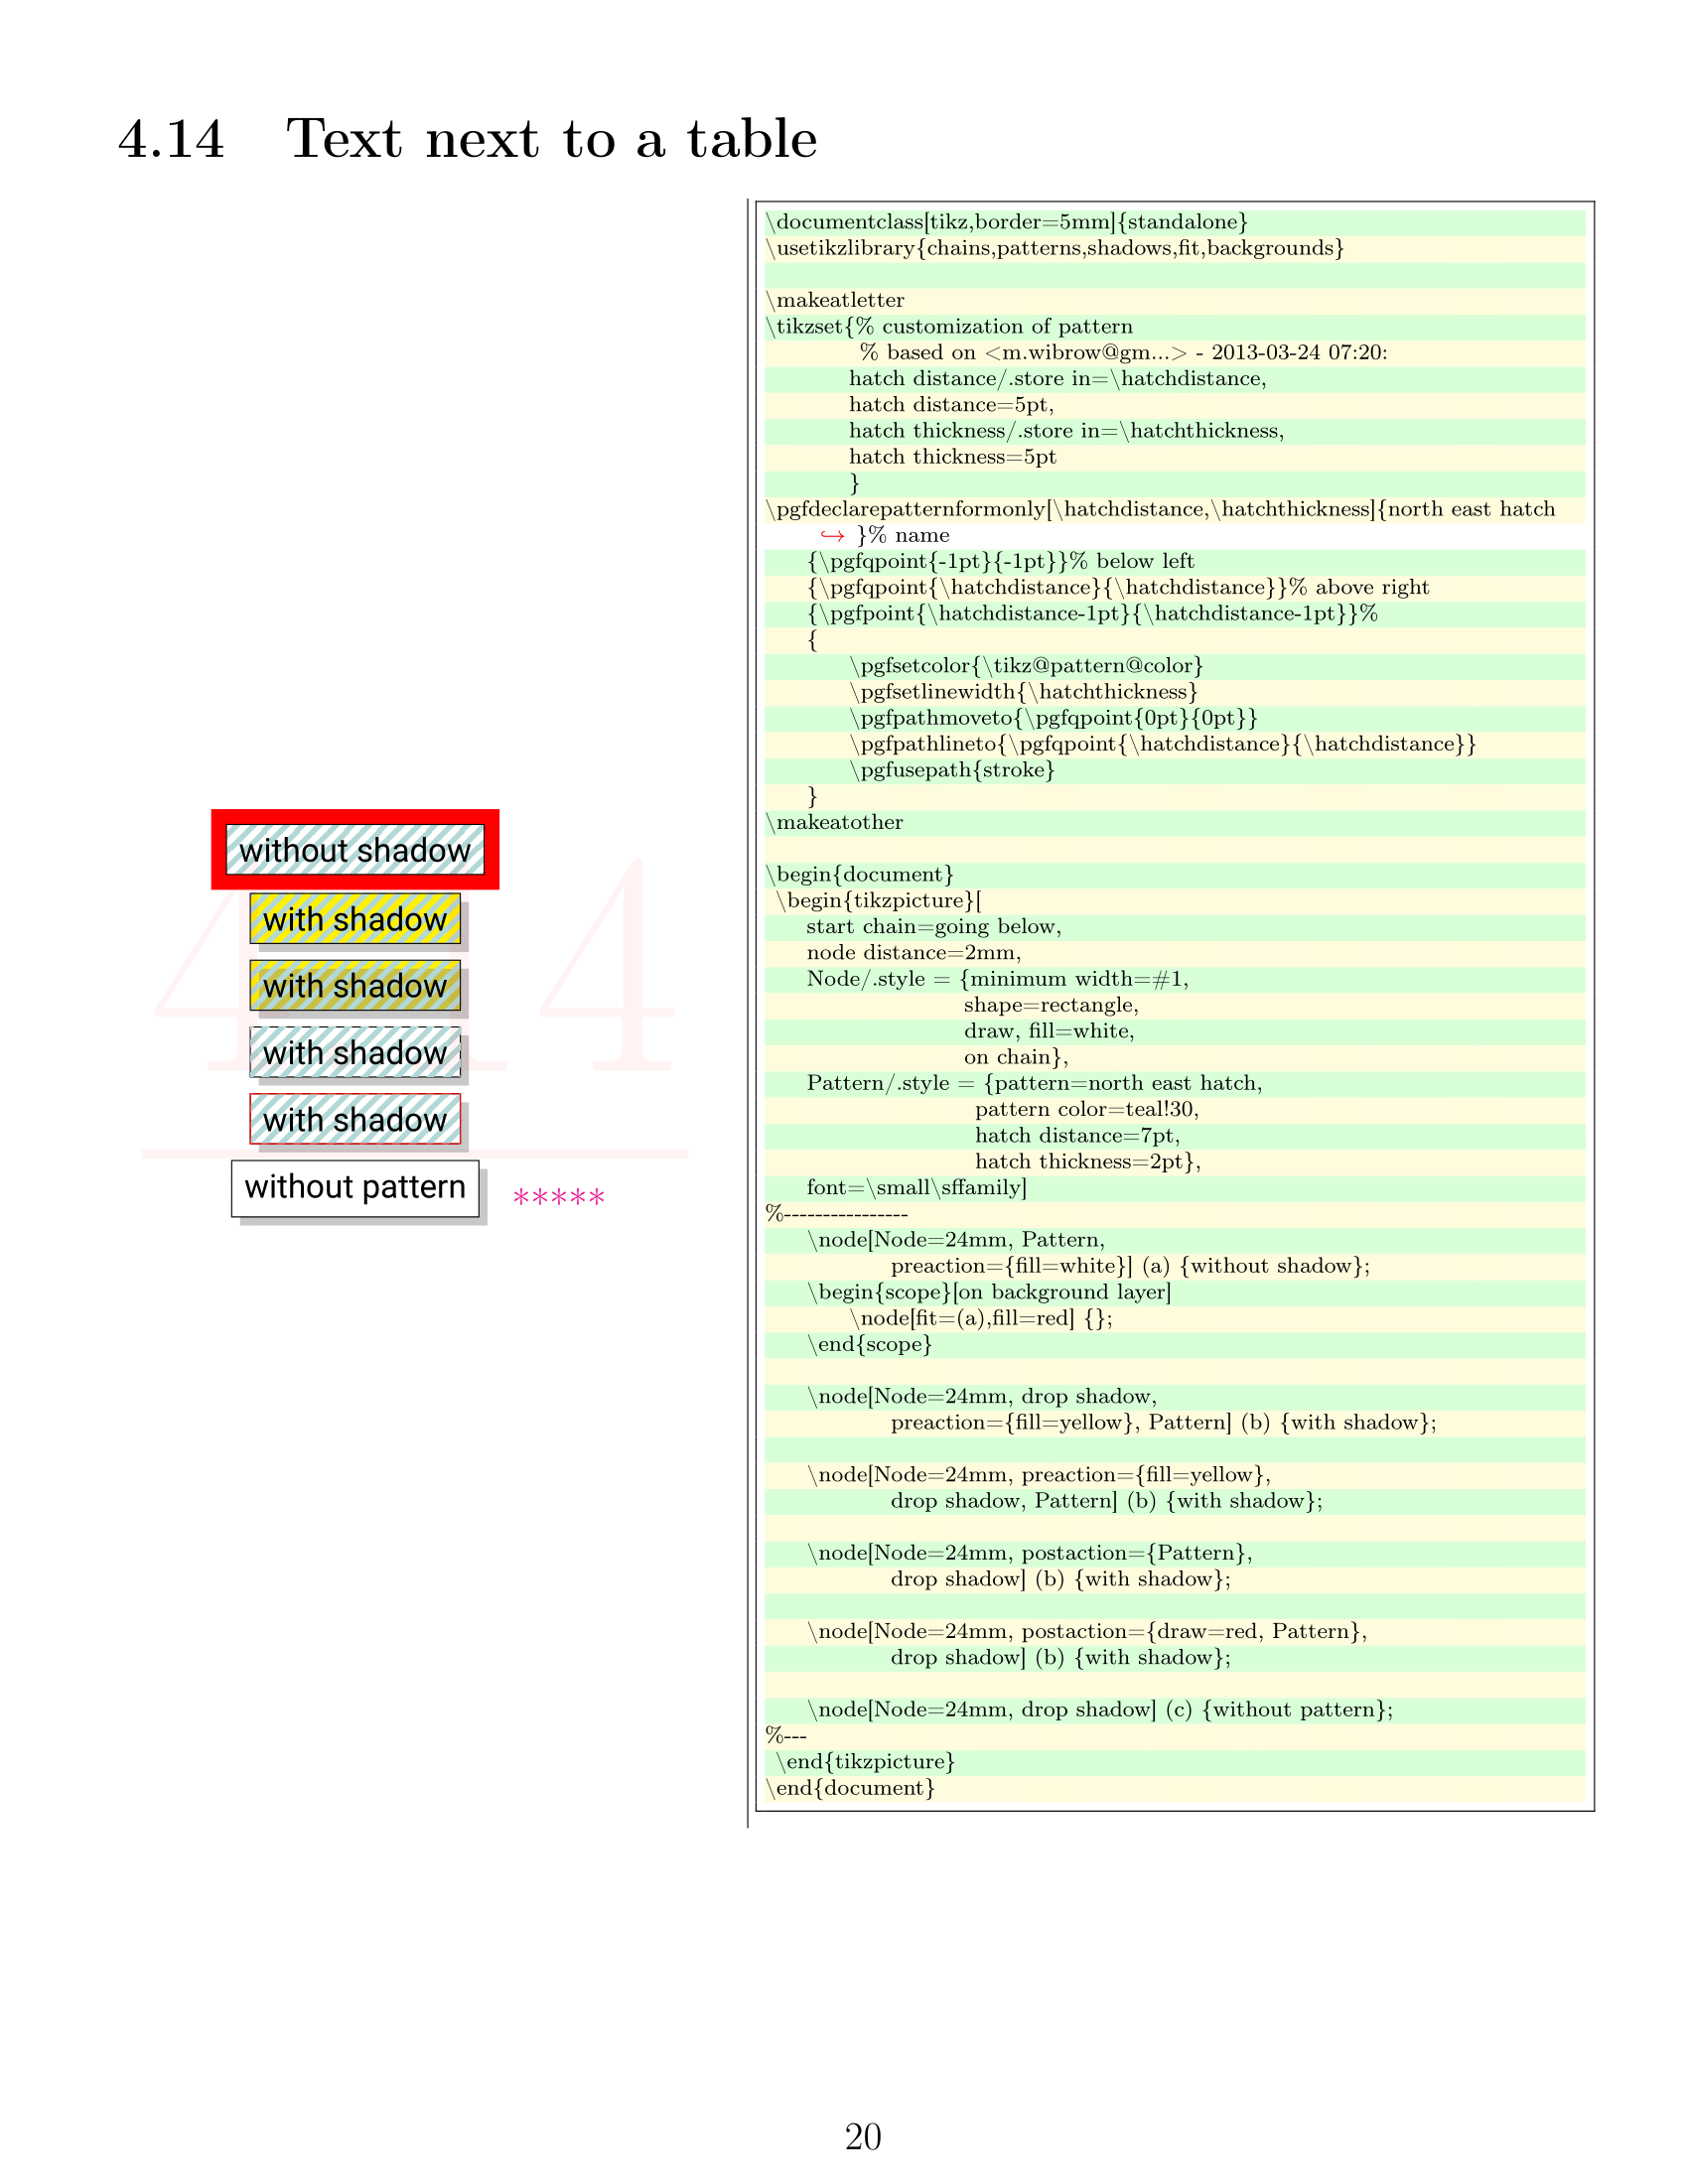 4.14 Text next to a table
4.14
without shadow
with shadow
with shadow
with shadow
with shadow
without pattern *****
\documentclass[tikz,border=5mm]{standalone}
\usetikzlibrary{chains,patterns,shadows,fit,backgrounds}
\makeatletter
\tikzset{% customization of pattern
% based on <m.wibrow@gm...> - 2013-03-24 07:20:
hatch distance/.store in=\hatchdistance,
hatch distance=5pt,
hatch thickness/.store in=\hatchthickness,
hatch thickness=5pt
}
\pgfdeclarepatternformonly[\hatchdistance,\hatchthickness]{north east hatch
↪ }% name
{\pgfqpoint{-1pt}{-1pt}}% below left
{\pgfqpoint{\hatchdistance}{\hatchdistance}}% above right
{\pgfpoint{\hatchdistance-1pt}{\hatchdistance-1pt}}%
{
\pgfsetcolor{\tikz@pattern@color}
\pgfsetlinewidth{\hatchthickness}
\pgfpathmoveto{\pgfqpoint{0pt}{0pt}}
\pgfpathlineto{\pgfqpoint{\hatchdistance}{\hatchdistance}}
\pgfusepath{stroke}
}
\makeatother
\begin{document}
\begin{tikzpicture}[
start chain=going below,
node distance=2mm,
Node/.style = {minimum width=#1,
shape=rectangle,
draw, fill=white,
on chain},
Pattern/.style = {pattern=north east hatch,
pattern color=teal!30,
hatch distance=7pt,
hatch thickness=2pt},
font=\small\sffamily]
%----------------
\node[Node=24mm, Pattern,
preaction={fill=white}] (a) {without shadow};
\begin{scope}[on background layer]
\node[fit=(a),fill=red] {};
\end{scope}
\node[Node=24mm, drop shadow,
preaction={fill=yellow}, Pattern] (b) {with shadow};
\node[Node=24mm, preaction={fill=yellow},
drop shadow, Pattern] (b) {with shadow};
\node[Node=24mm, postaction={Pattern},
drop shadow] (b) {with shadow};
\node[Node=24mm, postaction={draw=red, Pattern},
drop shadow] (b) {with shadow};
\node[Node=24mm, drop shadow] (c) {without pattern};
%---
\end{tikzpicture}
\end{document}
20